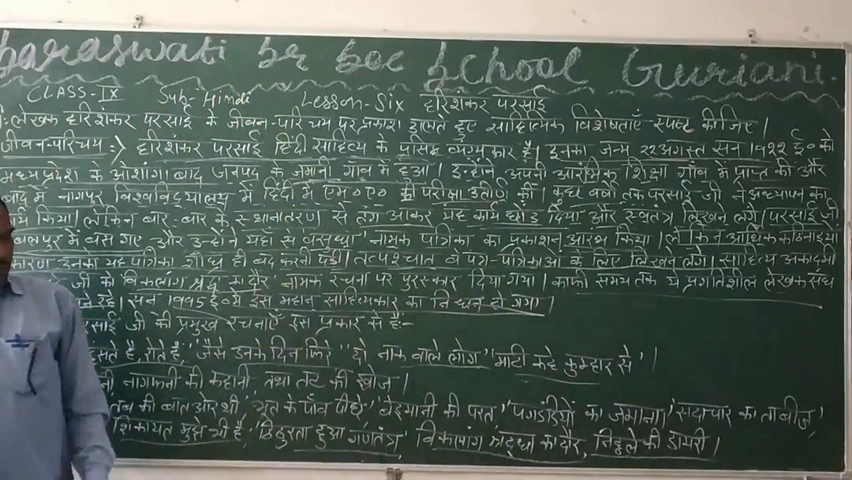 Saraswati Sr Sec School Guriani.
CLASS-IX Sub- Hindi Lesson-Six हरिशंकर परसाई
लेखक हरिशंकर परसाई के जीवन-परिचय पर प्रकाश डालते हुए साहित्यिक विशेषताएँ स्पष्ट कीजिए।
जीवन-परिचय :> हरिशंकर परसाई हिंदी साहित्य के प्रसिद्ध व्यंग्यकार है। इनका जन्म २२ अगस्त सन १९२२ ई० को
मध्यप्रदेश के होशंगाबाद जनपद के जमानी गाँव में हुआ। इन्होंने अपनी आरंभिक शिक्षा गाँव में प्राप्त की और
बाद में नागपुर विश्वविद्यालय में हिंदी में एम०ए० की परीक्षा उत्तीर्ण की। कुछ वर्षो तक परसाई जी ने अध्यापन का
किया। लेकिन बार-बार के स्थानातरण से तंग आकर यह कार्य छोड़ दिया और स्वतंत्र लिखन लगे। परसाई जी
में बस गए और उन्होंने यहाँ से 'वसुधा' नामक पत्रिका का प्रकाशन आरंभ किया। लेकिन आर्थिक कठिनाइयों
कारण इनका यह पत्रिका शीघ्र ही बंद करनी पड़ी। तत्पश्चात वे पत्र-पत्रिकाओं के लिए लिखने लगे। साहित्य अकादमी
जी को विकलांग श्रद्धा का दौर' नामक रचना पर पुरस्कार दिया गया। काफी समय तक ये प्रगतिशील लेखक संघ
रहे। सन १९९५ ई० में इस महान साहित्यकार का निधन हो गया।
जी की प्रमुख रचनाएँ इस प्रकार से है:-
हँसते है, रोते है' 'जैसे उनके दिन फिरे' 'दो नाक वाले लोग' 'माटी कहे कुम्हार से'।
नागफनी की कहानी तथा तट की खोज।
तब की बात और थी 'भूत के पाँव पीछे' 'बेइमानी की परत' 'पगडंडियों का जमाना' 'सदाचार का ताबीज,'
शिकायत मुझे भी है, 'ठिठुरता हुआ गणतंत्र' विकलांग श्रद्धा का दौर, निठल्ले की डायरी।